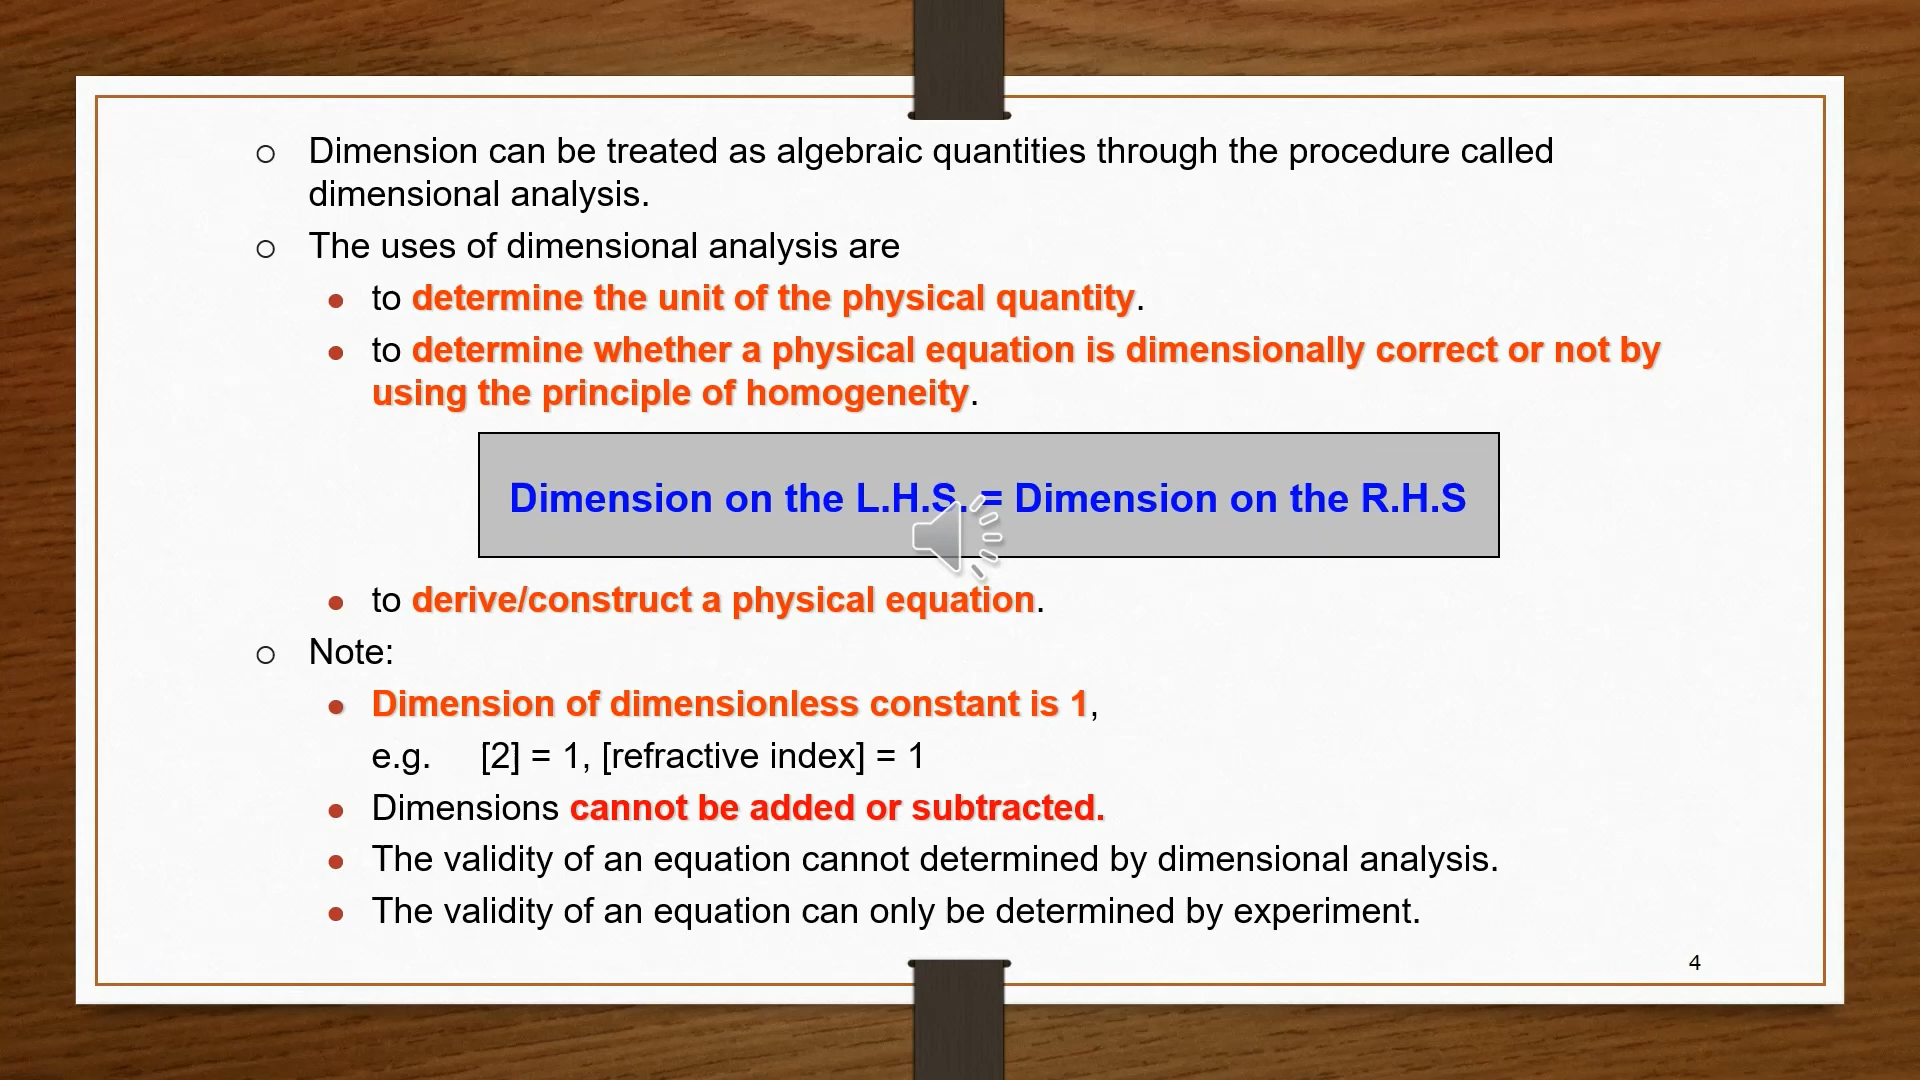 Dimension can be treated as algebraic quantities through the procedure called
dimensional analysis.
The uses of dimensional analysis are
to determine the unit of the physical quantity.
to determine whether a physical equation is dimensionally correct or not by
using the principle of homogeneity.
Dimension on the L.H.S. = Dimension on the R.H.S
to derive/construct a physical equation.
Note:
Dimension of dimensionless constant is 1,
e.g. [2] = 1, [refractive index] = 1
Dimensions cannot be added or subtracted.
The validity of an equation cannot determined by dimensional analysis.
The validity of an equation can only be determined by experiment.
4